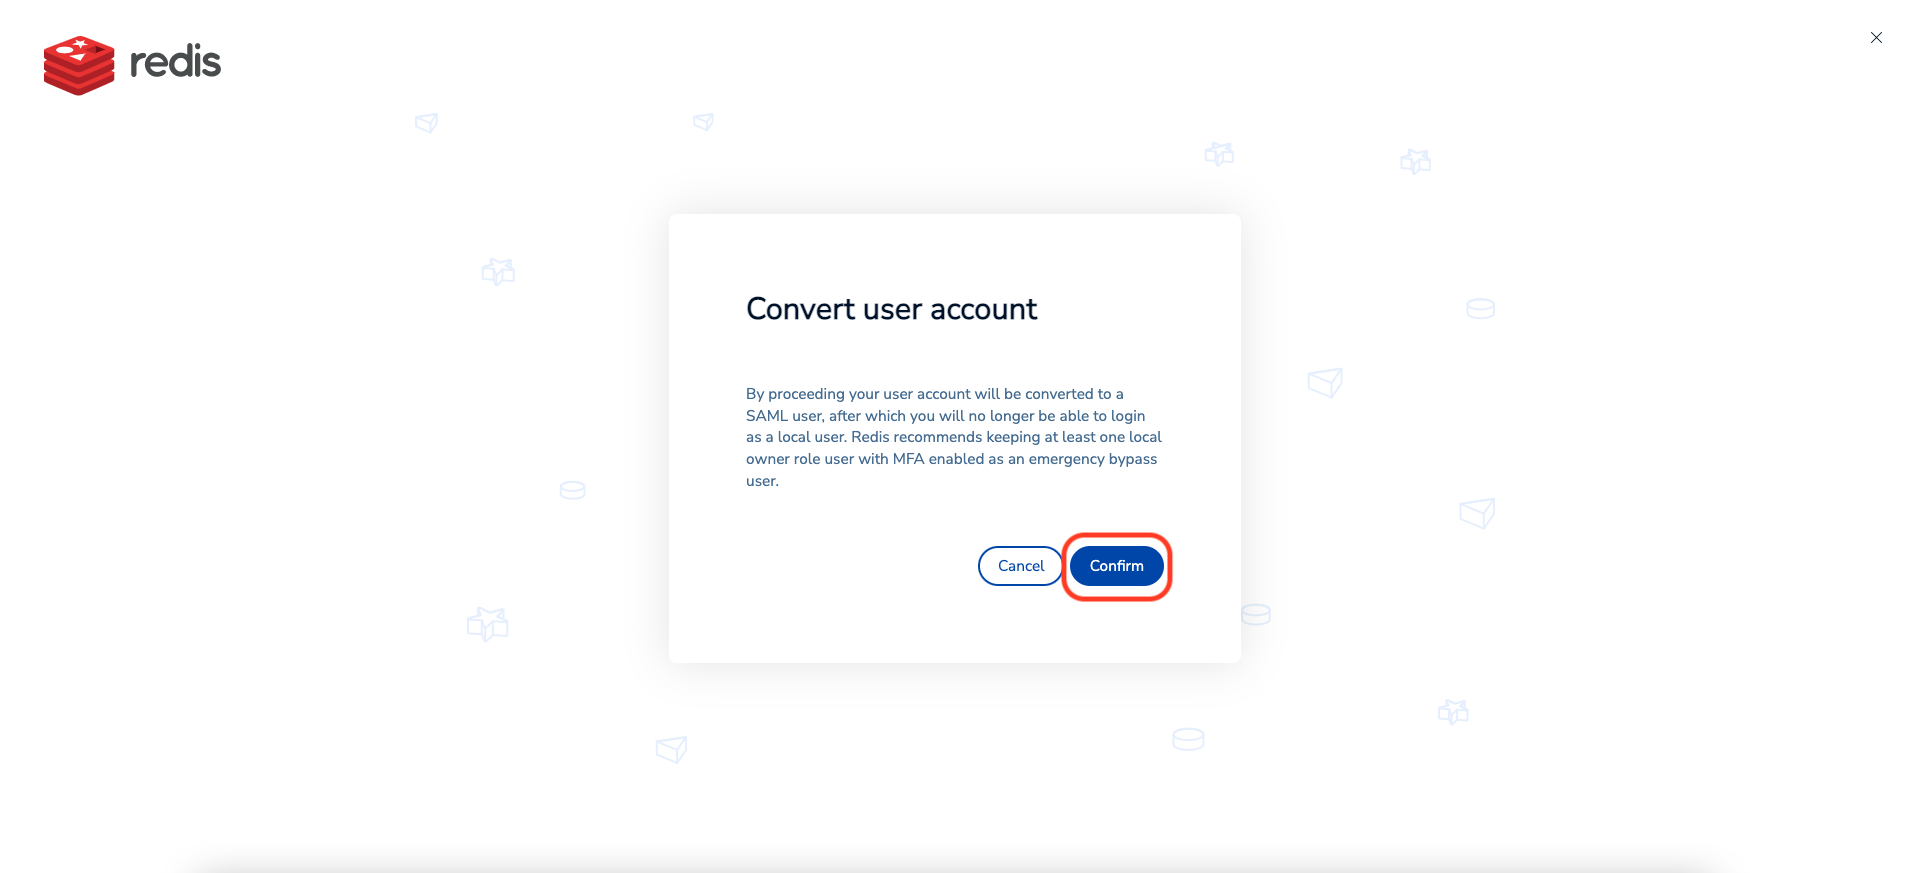 redis
Convert user account
By proceeding your user account will be converted to a
SAML user, after which you will no longer be able to login
as a local user. Redis recommends keeping at least one local
owner role user with MFA enabled as an emergency bypass
user.
Cancel
Confirm